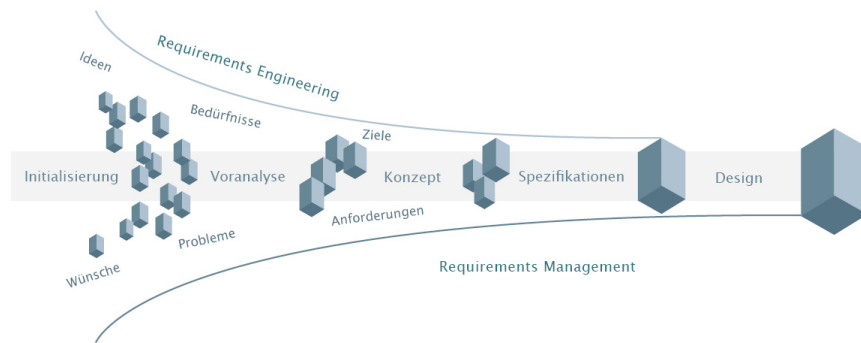 Requirements Engineering
Ideen
Bedürfnisse
Ziele
Initialisierung
Voranalyse
Konzept
Spezifikationen
Design
Anforderungen
Probleme
Wünsche
Requirements Management